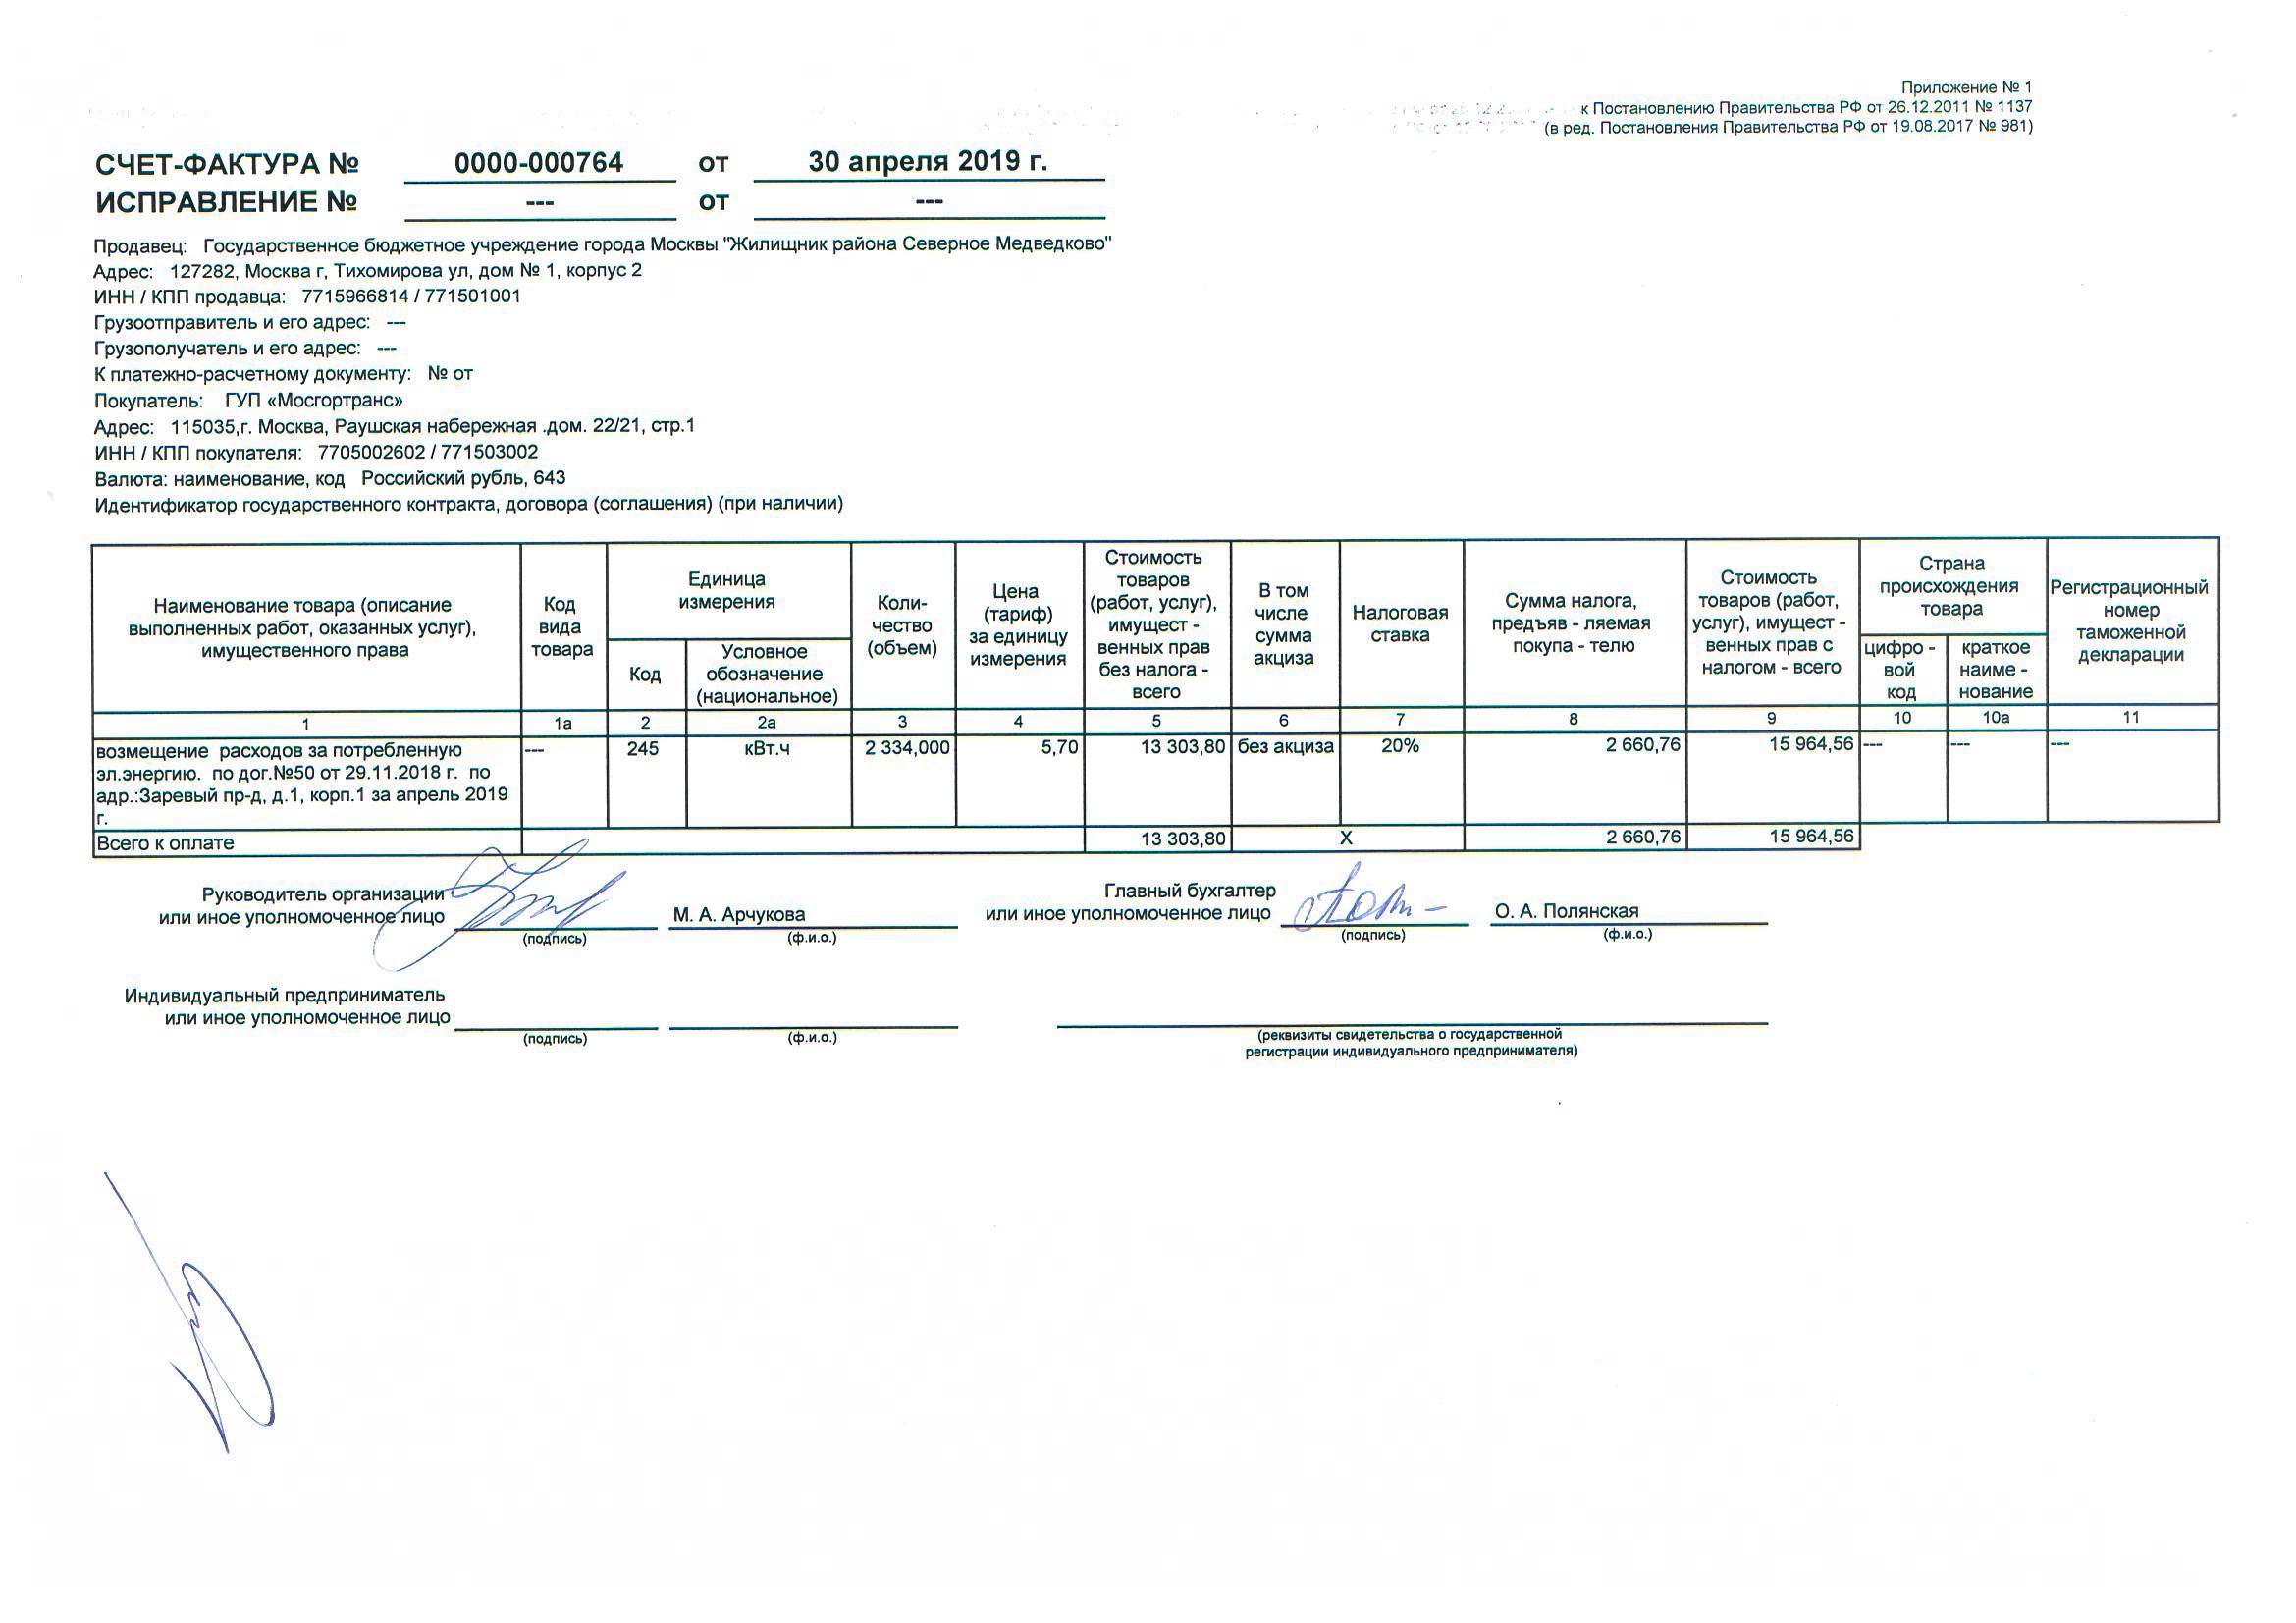 Приложение № 1
к Постановлению Правительства РФ от 26.12.2011 № 1137
(в ред. Постановления Правительства РФ от 19.08.2017 № 981)
СЧЕТ-ФАКТУРА № 0000-000764 от 30 апреля 2019 г.
ИСПРАВЛЕНИЕ № --- от ---
Продавец: Государственное бюджетное учреждение города Москвы "Жилищник района Северное Медведково"
Адрес: 127282, Москва г, Тихомирова ул, дом № 1, корпус 2
ИНН / КПП продавца: 7715966814 / 771501001
Грузоотправитель и его адрес: ---
Грузополучатель и его адрес: ---
К платежно-расчетному документу: № от
Покупатель: ГУП «Мосгортранс»
Адрес: 115035,г. Москва, Раушская набережная .дом. 22/21, стр.1
ИНН / КПП покупателя: 7705002602 / 771503002
Валюта: наименование, код Российский рубль, 643
Идентификатор государственного контракта, договора (соглашения) (при наличии)
Наименование товара (описание
выполненных работ, оказанных услуг),
имущественного права
Код
вида
товара
Единица
измерения
Код
Условное
обозначение
(национальное)
Коли-
чество
(объем)
Цена
(тариф)
за единицу
измерения
Стоимость
товаров
(работ, услуг),
имущест -
венных прав
без налога -
всего
В том
числе
сумма
акциза
Налоговая
ставка
Сумма налога,
предъяв - ляемая
покупа - телю
Стоимость
товаров (работ,
услуг), имущест -
венных прав с
налогом - всего
Страна
происхождения
товара
цифро -
вой
код
краткое
наиме -
нование
Регистрационный
номер
таможенной
декларации
1 1а 2 2а 3 4 5 6 7 8 9 10 10а 11
возмещение расходов за потребленную --- 245 кВт.ч 2 334,000 5,70 13 303,80 без акциза 20% 2 660,76 15 964,56 --- --- ---
эл.энергию. по дог.№50 от 29.11.2018 г. по
адр.:Заревый пр-д, д.1, корп.1 за апрель 2019
г.
Всего к оплате 13 303,80 X 2 660,76 15 964,56
Руководитель организации
или иное уполномоченное лицо
М. А. Арчукова
(подпись) (ф.и.о.)
Главный бухгалтер
или иное уполномоченное лицо
О. А. Полянская
(подпись) (ф.и.о.)
Индивидуальный предприниматель
или иное уполномоченное лицо
(подпись) (ф.и.о.)
(реквизиты свидетельства о государственной
регистрации индивидуального предпринимателя)